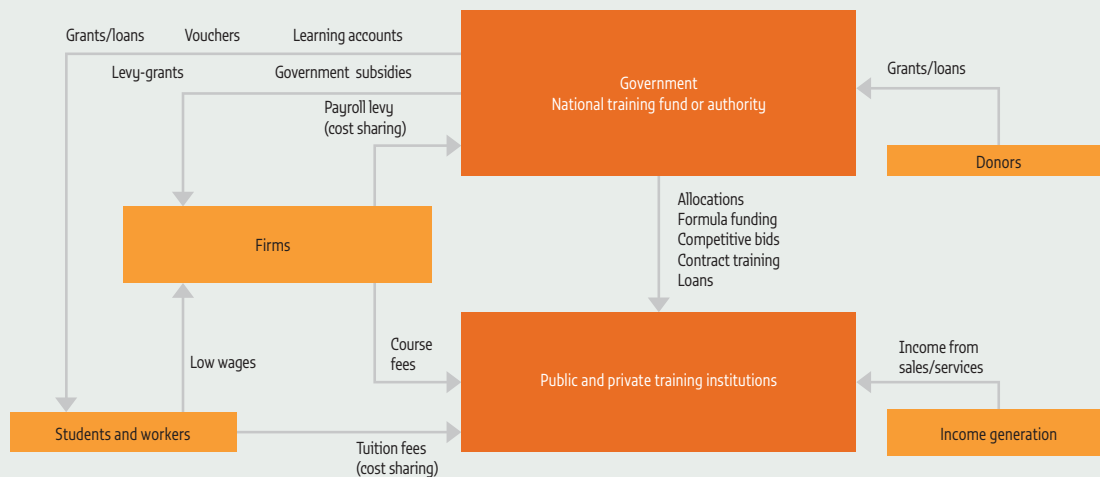 Grants/loans Vouchers Learning accounts
Levy-grants Government subsidies
Payroll levy
(cost sharing)
Government
National training fund or authority
Grants/loans
Donors
Firms
Allocations
Formula funding
Competitive bids
Contract training
Loans
Low wages
Course
fees
Public and private training institutions
Income from
sales/services
Students and workers
Tuition fees
(cost sharing)
Income generation